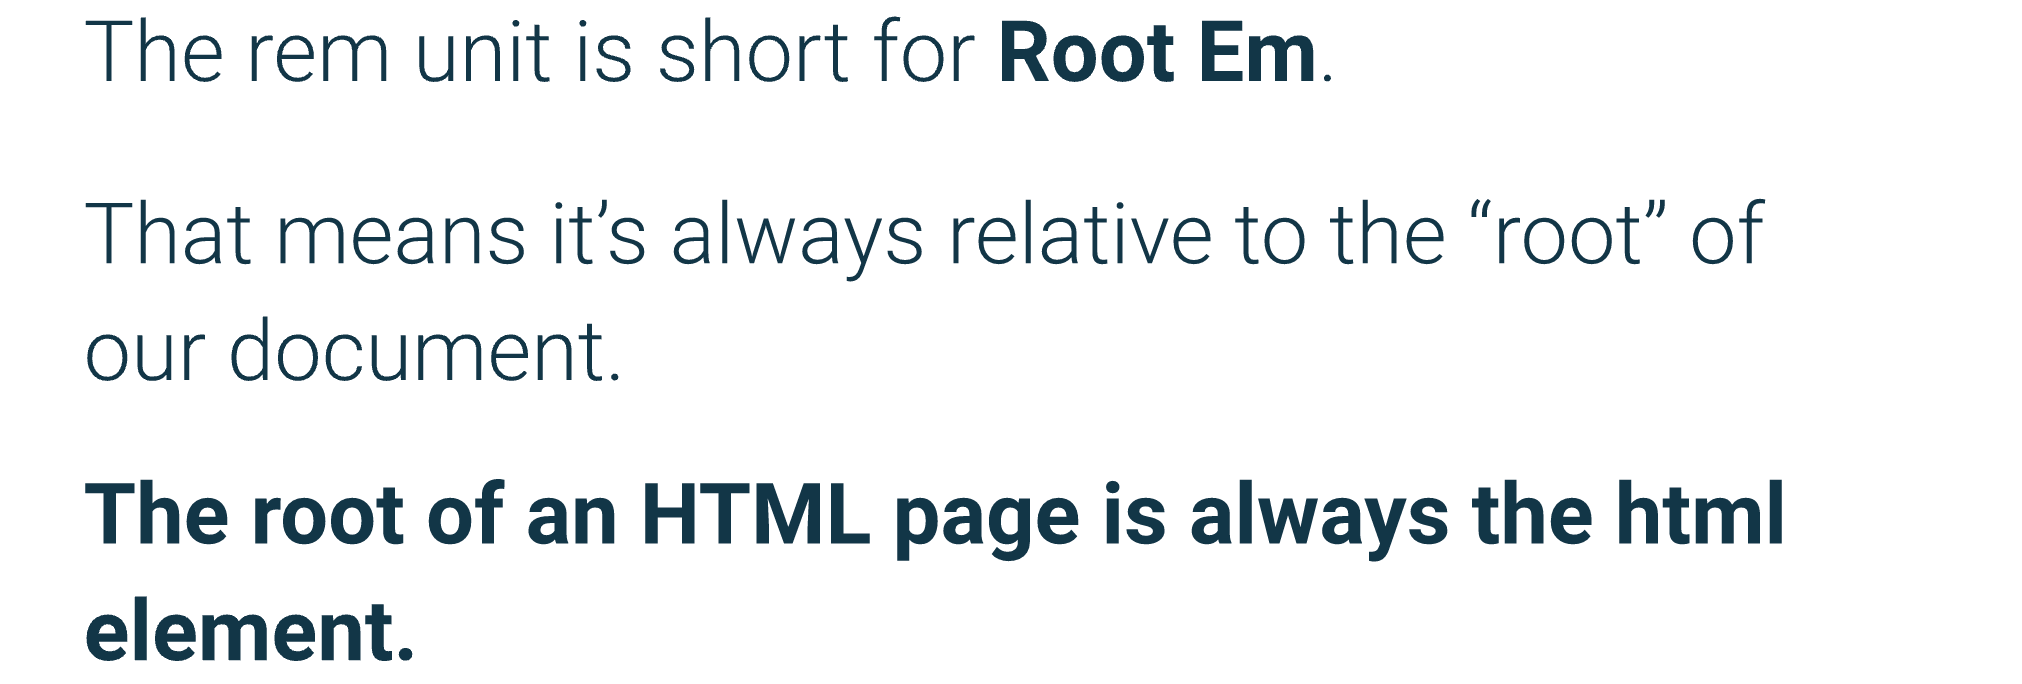 The rem unit is short for Root Em.
That means it’s always relative to the “root” of
our document.
The root of an HTML page is always the html
element.